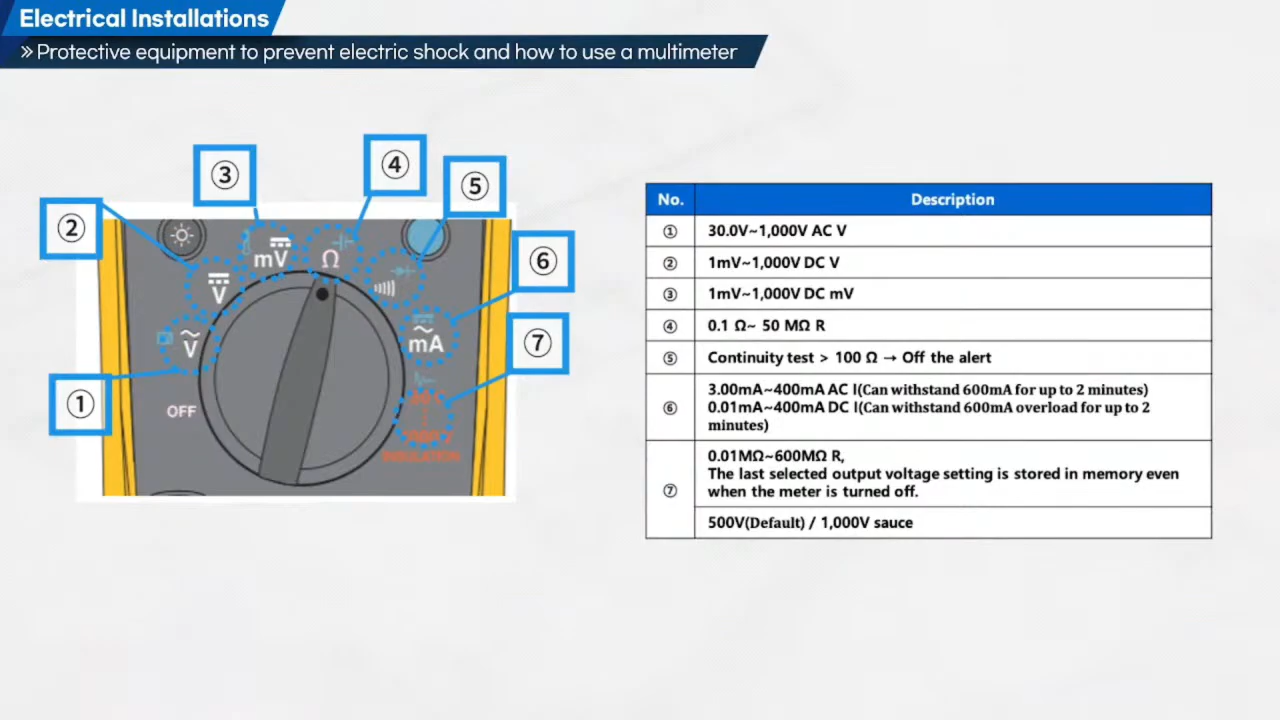 Electrical Installations
» Protective equipment to prevent electric shock and how to use a multimeter
④
③
⑤
②
⑥
⑦
①
mV
Ω
V
V
mA
OFF
INSULATION
No. Description
① 30.0V~1,000V AC V
② 1mV~1,000V DC V
③ 1mV~1,000V DC mV
④ 0.1 Ω~ 50 MΩ R
⑤ Continuity test > 100 Ω → Off the alert
⑥ 3.00mA~400mA AC I(Can withstand 600mA for up to 2 minutes)
0.01mA~400mA DC I(Can withstand 600mA overload for up to 2
minutes)
⑦ 0.01MΩ~600MΩ R,
The last selected output voltage setting is stored in memory even
when the meter is turned off.
500V(Default) / 1,000V sauce